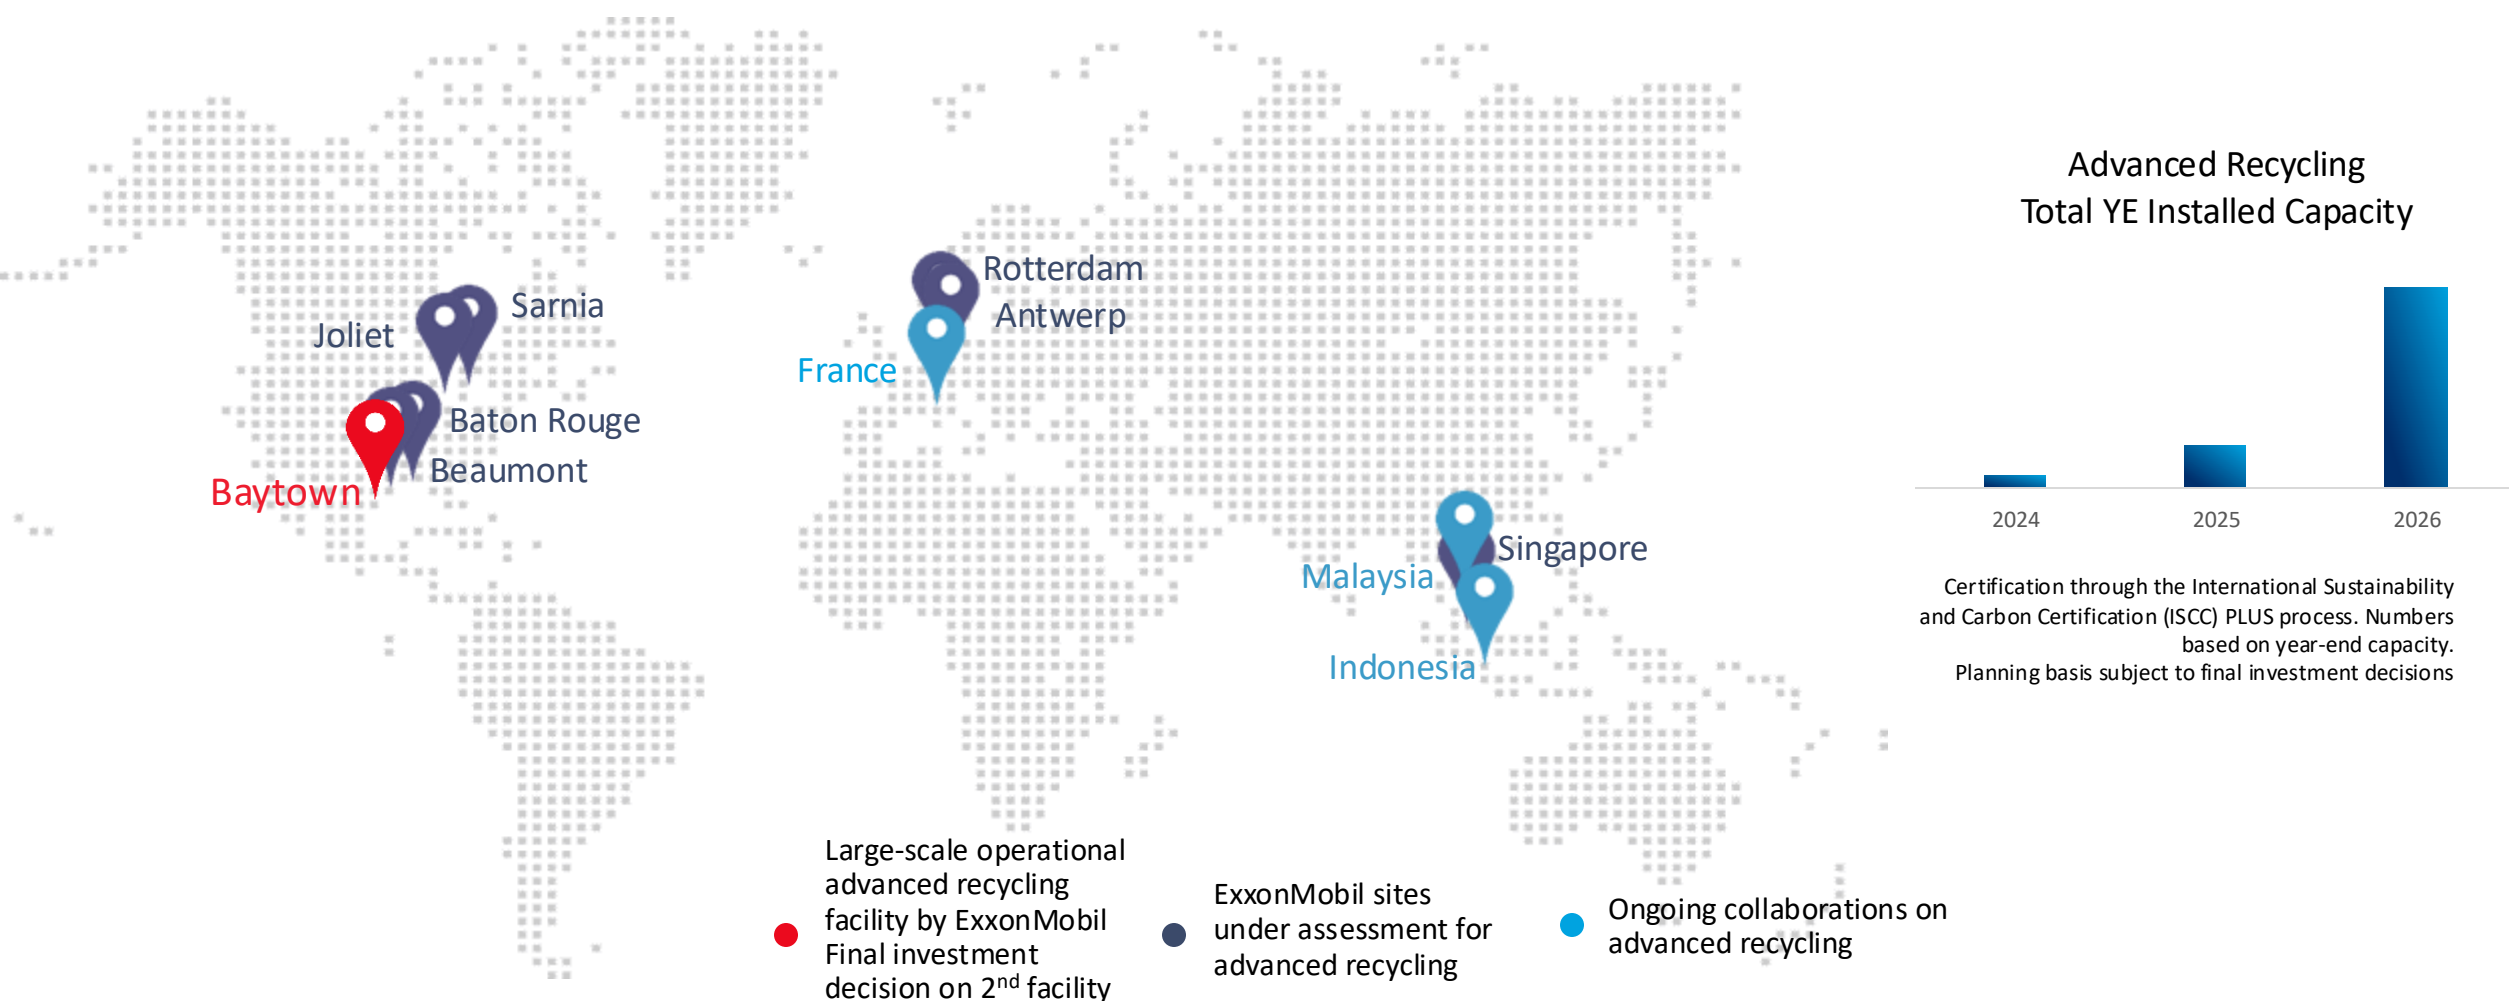 Advanced Recycling
Total YE Installed Capacity
Rotterdam
Antwerp
Sarnia
Joliet
France
Baton Rouge
Beaumont
Baytown
Singapore
Malaysia
Indonesia
2024
2025
2026
Certification through the International Sustainability
and Carbon Certification (ISCC) PLUS process. Numbers
based on year-end capacity.
Planning basis subject to final investment decisions
Large-scale operational
advanced recycling
facility by ExxonMobil
Final investment
decision on 2nd facility
ExxonMobil sites
under assessment for
advanced recycling
Ongoing collaborations on
advanced recycling